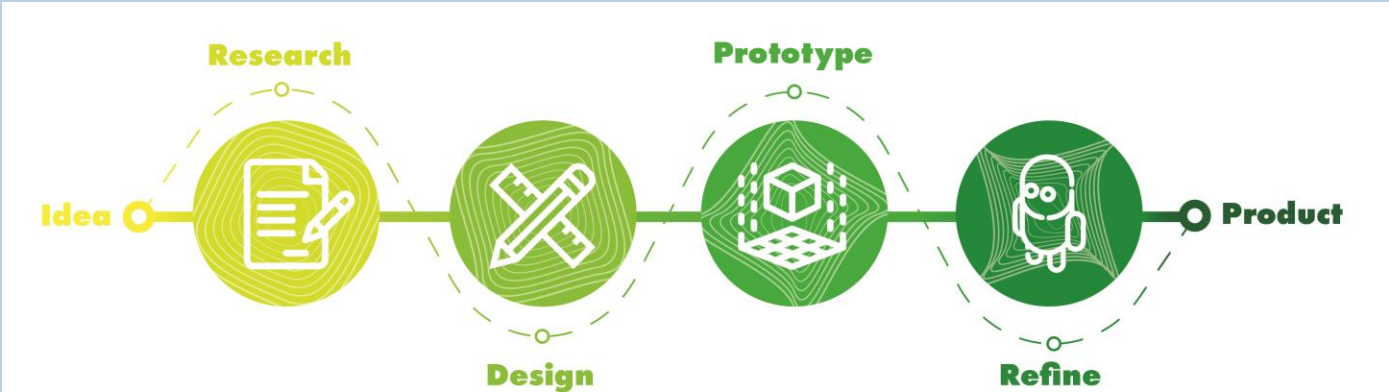 Research
Prototype
Idea
Product
Design
Refine